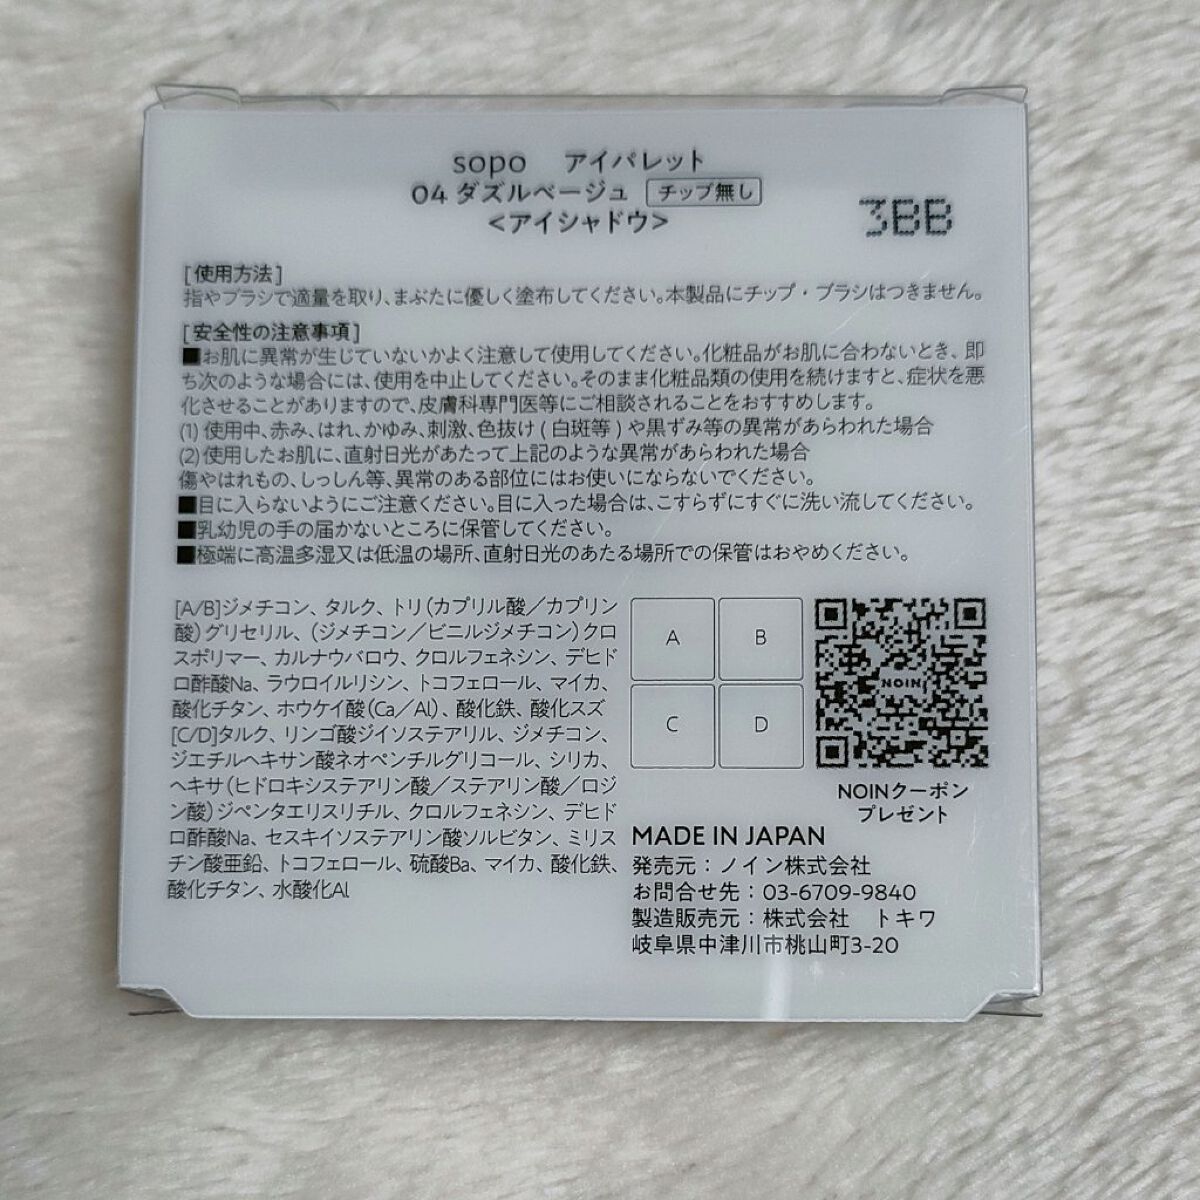 sopo アイパレット
04 ダズルベージュ チップ無し
<アイシャドウ>
3BB
[使用方法]
指やブラシで適量を取り、まぶたに優しく塗布してください。本製品にチップ・ブラシはつきません。
[安全性の注意事項]
■お肌に異常が生じていないかよく注意して使用してください。化粧品がお肌に合わないとき、即
ち次のような場合には、使用を中止してください。そのまま化粧品類の使用を続けますと、症状を悪
化させることがありますので、皮膚科専門医等にご相談されることをおすすめします。
(1) 使用中、赤み、はれ、かゆみ、刺激、色抜け ( 白斑等 ) や黒ずみ等の異常があらわれた場合
(2) 使用したお肌に、直射日光があたって上記のような異常があらわれた場合
傷やはれもの、しっしん等、異常のある部位にはお使いにならないでください。
■目に入らないようにご注意ください。目に入った場合は、こすらずにすぐに洗い流してください。
■乳幼児の手の届かないところに保管してください。
■極端に高温多湿又は低温の場所、直射日光のあたる場所での保管はおやめください。
[A/B]ジメチコン、タルク、トリ(カプリル酸／カプリン
酸)グリセリル、(ジメチコン／ビニルジメチコン)クロ
スポリマー、カルナウバロウ、クロルフェネシン、デヒド
ロ酢酸Na、ラウロイルリシン、トコフェロール、マイカ、
酸化チタン、ホウケイ酸(Ca／Al)、酸化鉄、酸化スズ
[C/D]タルク、リンゴ酸ジイソステアリル、ジメチコン、
ジエチルヘキサン酸ネオペンチルグリコール、シリカ、
ヘキサ(ヒドロキシステアリン酸／ステアリン酸／ロジ
ン酸)ジペンタエリスリチル、クロルフェネシン、デヒド
ロ酢酸Na、セスキイソステアリン酸ソルビタン、ミリス
チン酸亜鉛、トコフェロール、硫酸Ba、マイカ、酸化鉄、
酸化チタン、水酸化Al
A B
C D
NOIN
NOINクーポン
プレゼント
MADE IN JAPAN
発売元：ノイン株式会社
お問合せ先：03-6709-9840
製造販売元：株式会社 トキワ
岐阜県中津川市桃山町3-20